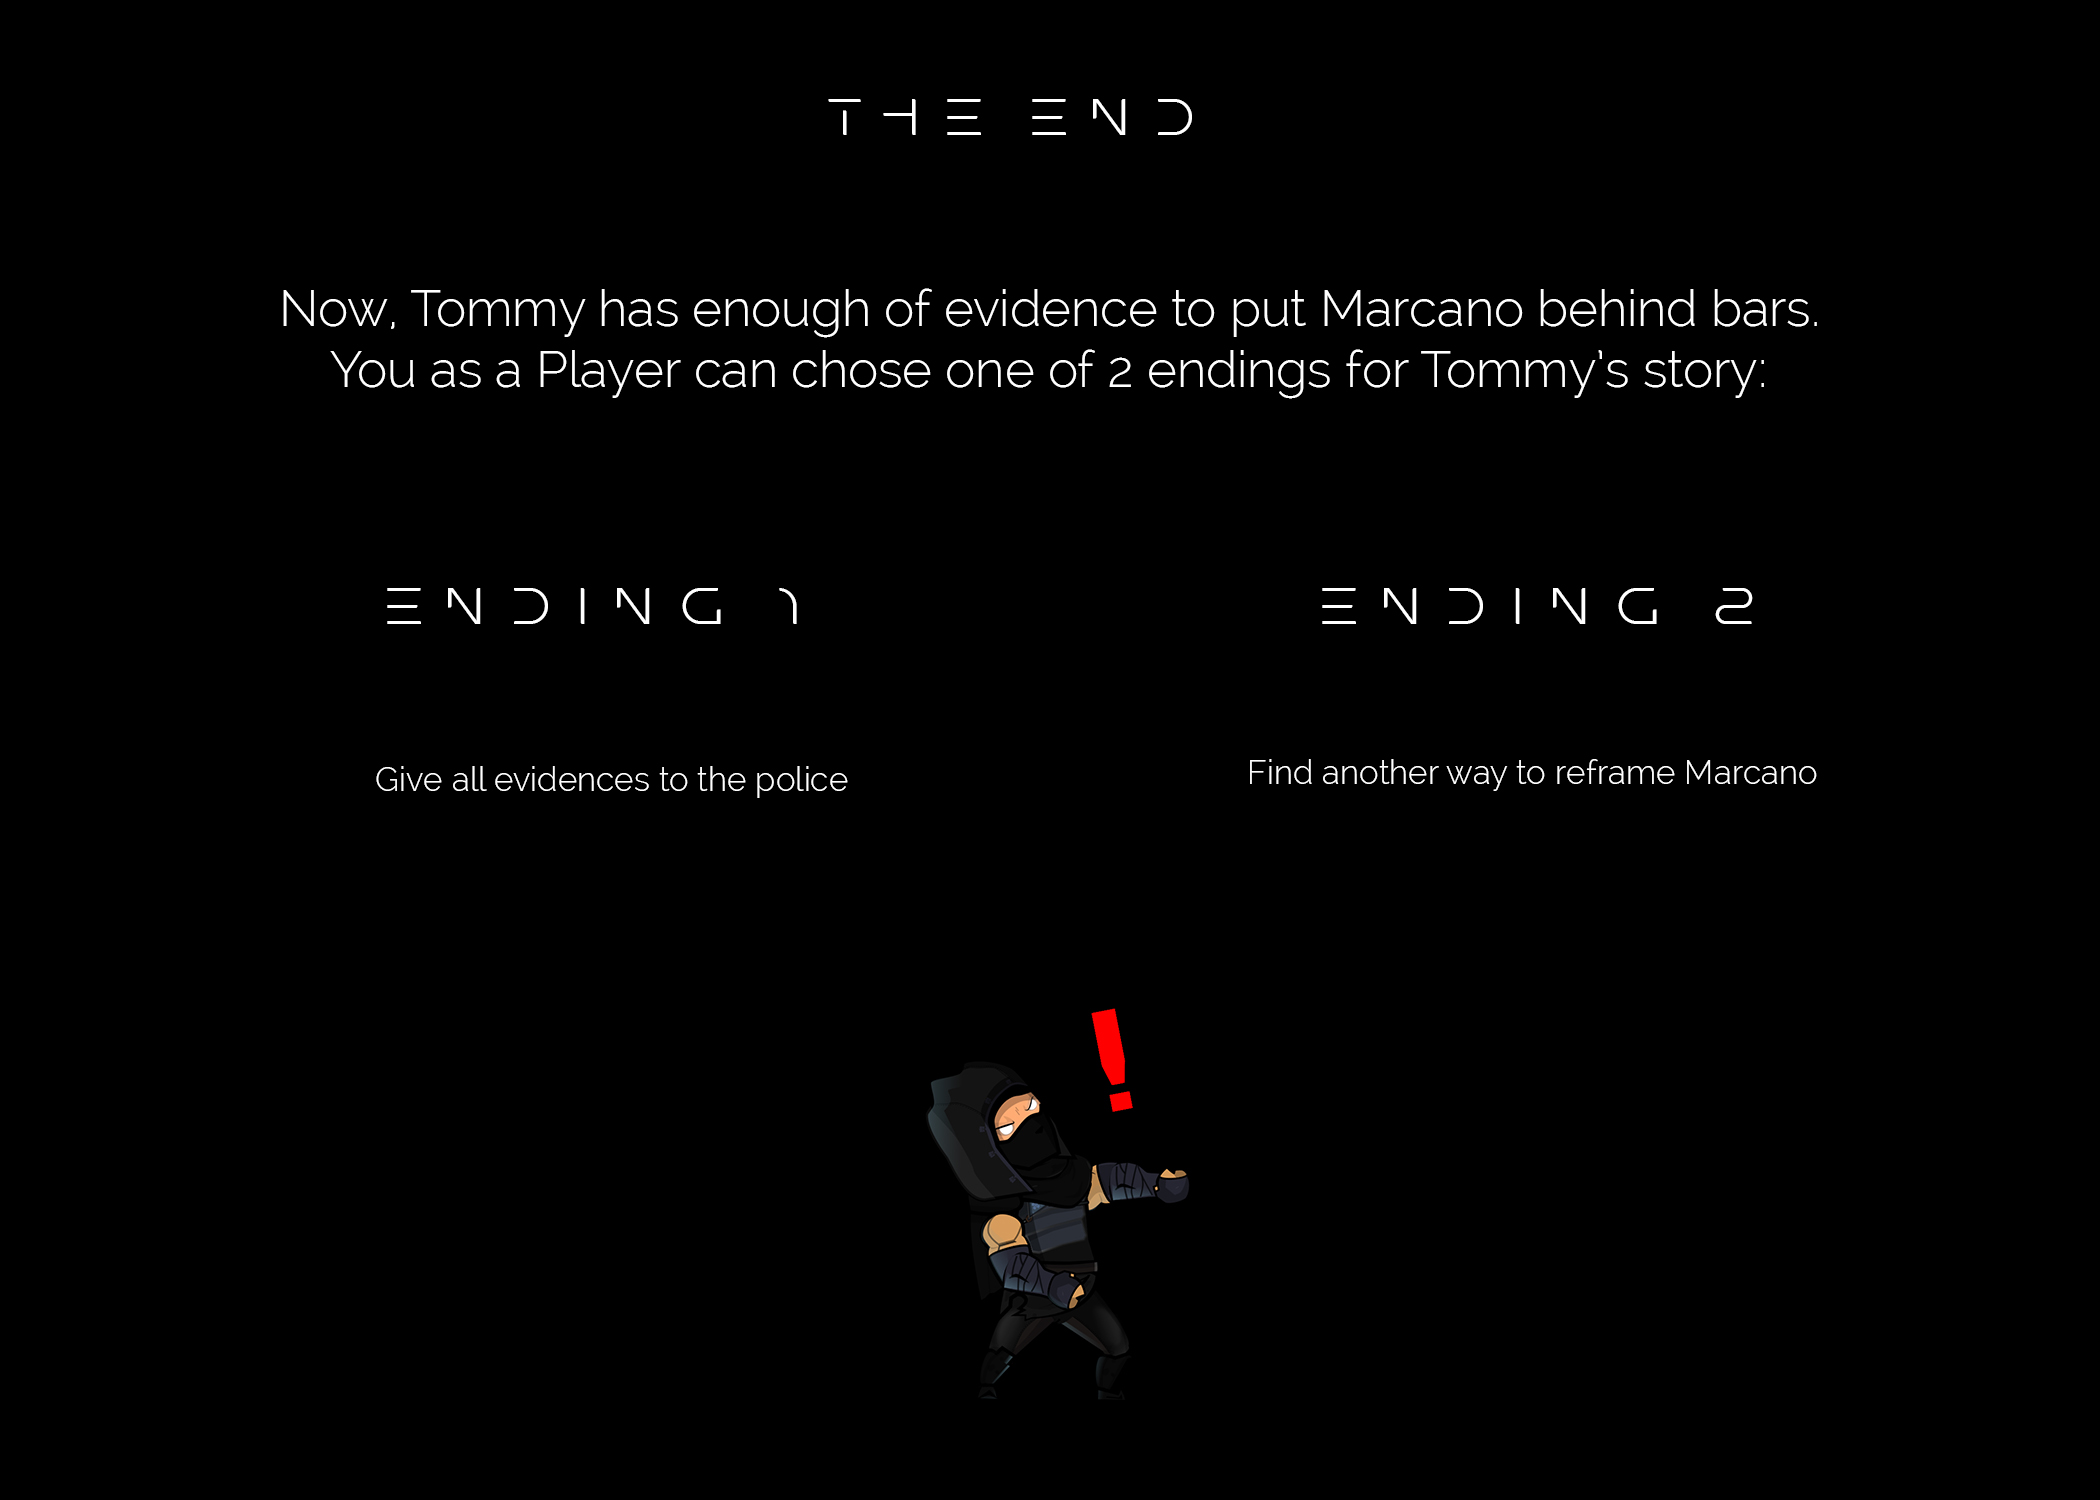 THE END
Now, Tommy has enough of evidence to put Marcano behind bars.
You as a Player can chose one of 2 endings for Tommy's story:
ENDING 1
ENDING 2
Give all evidences to the police
Find another way to reframe Marcano
!